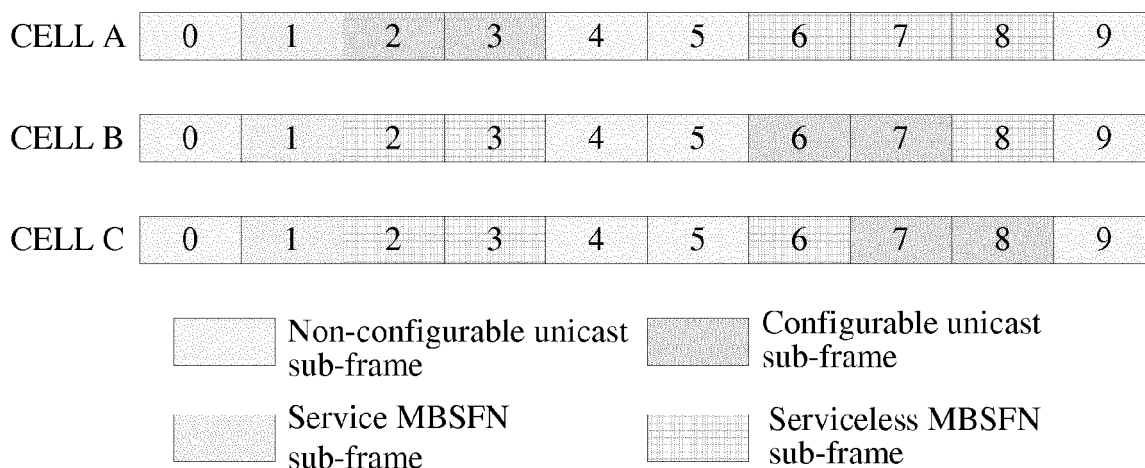 CELL A 0 1 2 3 4 5 6 7 8 9
CELL B 0 1 2 3 4 5 6 7 8 9
CELL C 0 1 2 3 4 5 6 7 8 9
Non-configurable unicast
sub-frame
Configurable unicast
sub-frame
Service MBSFN
sub-frame
Serviceless MBSFN
sub-frame